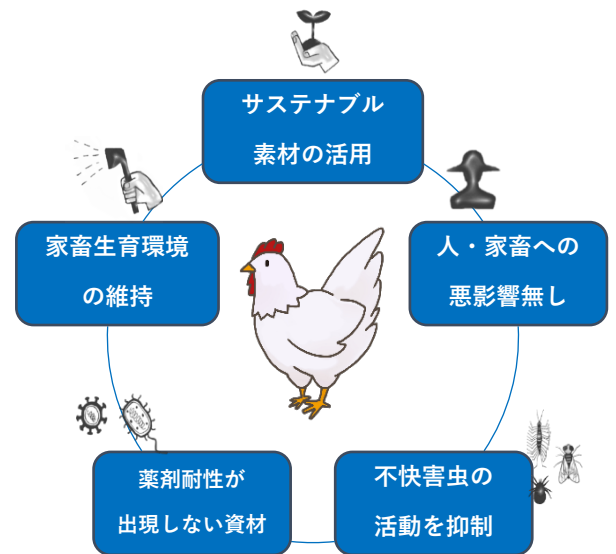 サステナブル
素材の活用
家畜生育環境
の維持
人・家畜への
悪影響無し
薬剤耐性が
出現しない資材
不快害虫の
活動を抑制